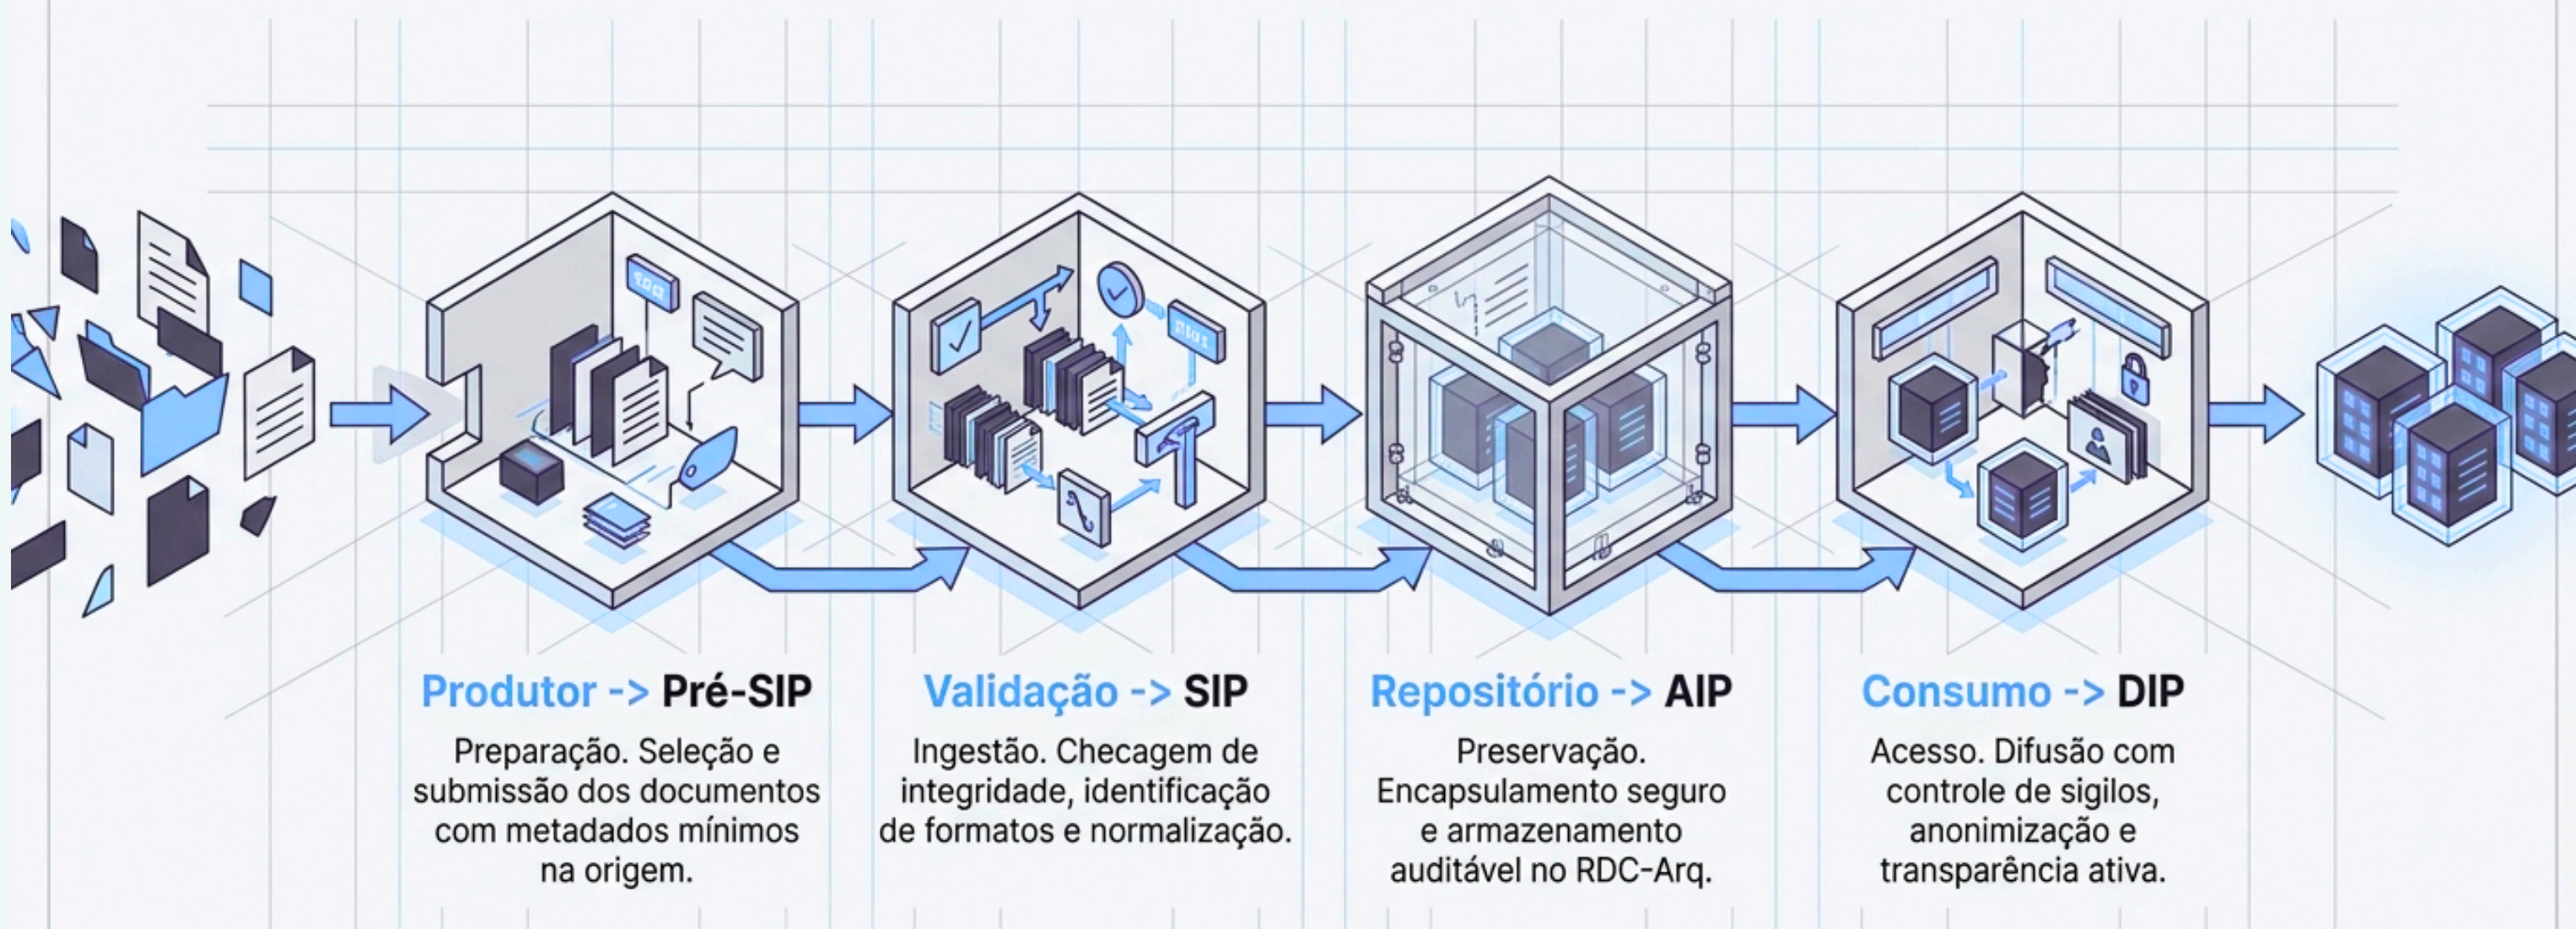 Produtor -> Pré-SIP
Preparação. Seleção e
submissão dos documentos
com metadados mínimos
na origem.
Validação -> SIP
Ingestão. Checagem de
integridade, identificação
de formatos e normalização.
Repositório -> AIP
Preservação.
Encapsulamento seguro
e armazenamento
auditável no RDC-Arq.
Consumo -> DIP
Acesso. Difusão com
controle de sigilos,
anonimização e
transparência ativa.